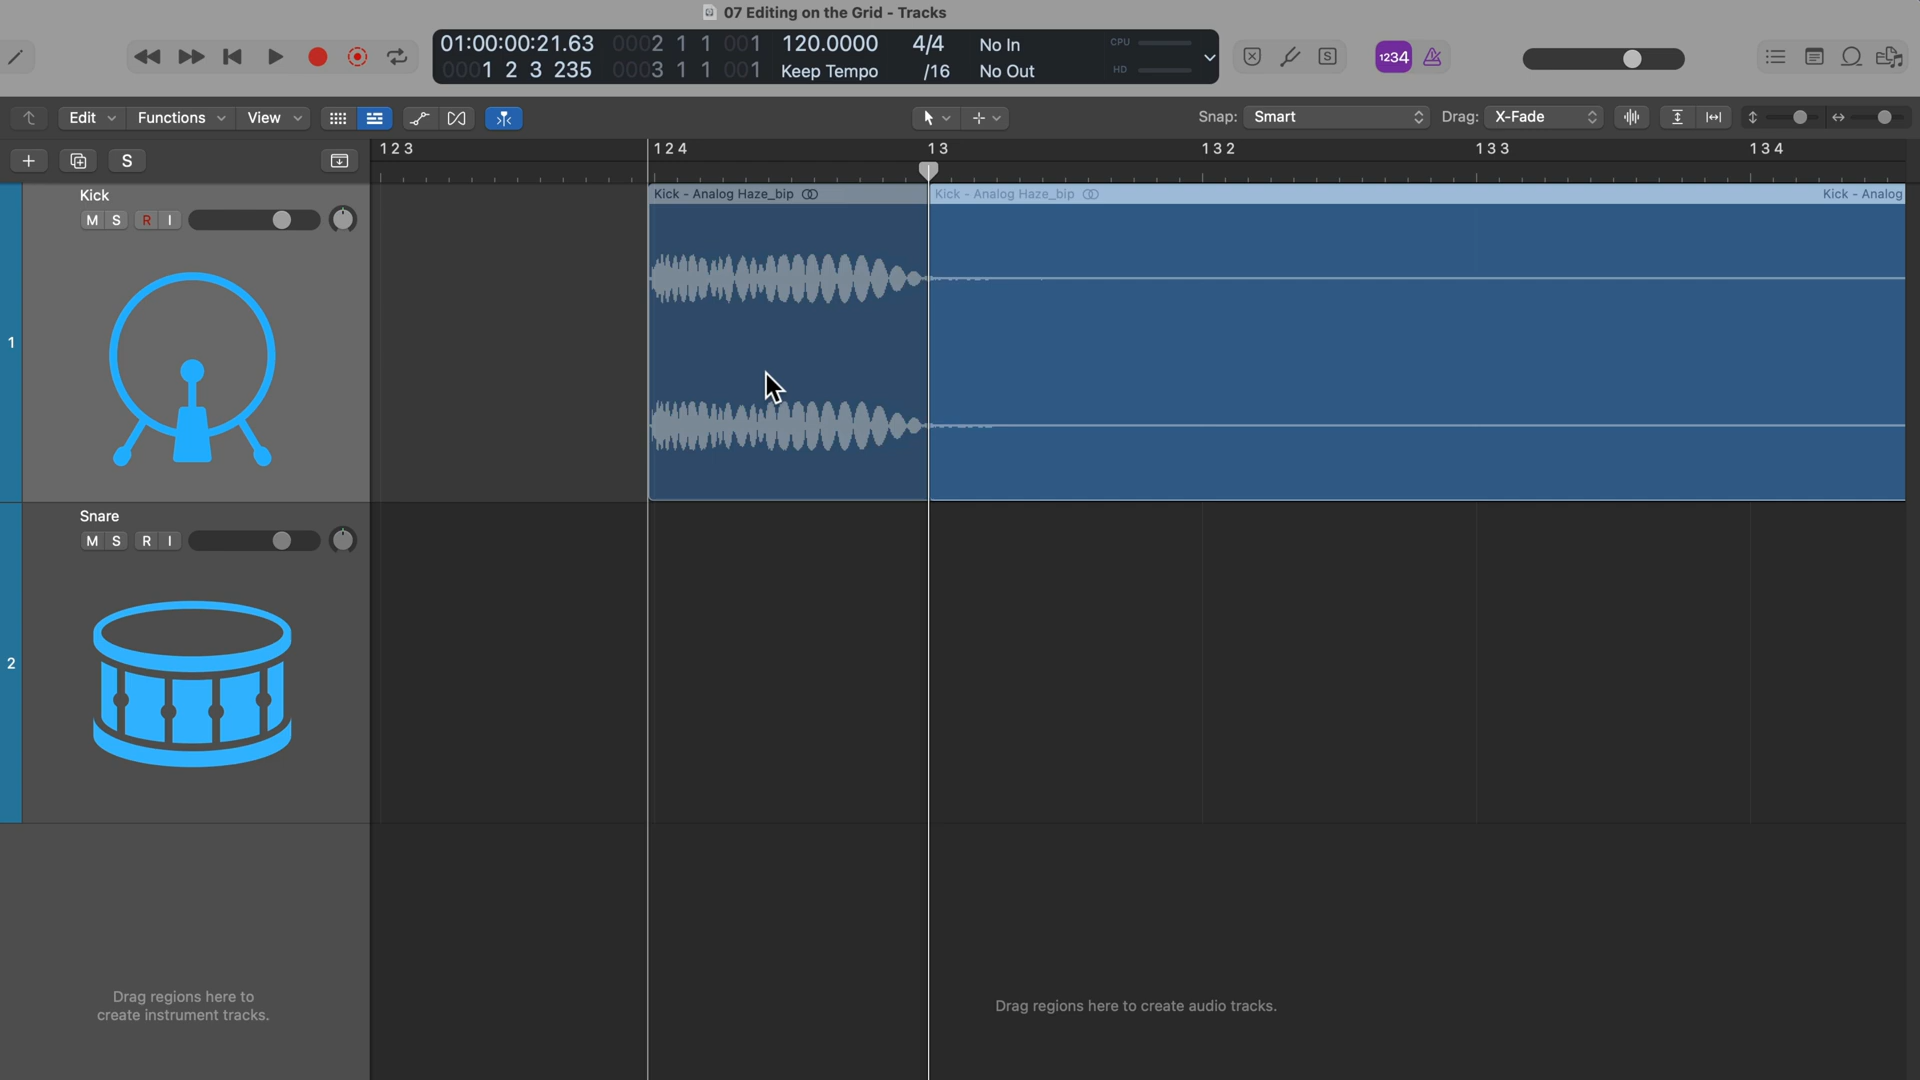 07 Editing on the Grid - Tracks
01:00:00:21.63 0002 1 1 001 120.0000 4/4 No In CPU
0001 2 3 235 0003 1 1 001 Keep Tempo /16 No Out HD
S 1234
Edit Functions View Snap: Smart Drag: X-Fade
S
1 2 3 1 2 4 1 3 1 3 2 1 3 3 1 3 4
Kick - Analog Haze_bip Kick - Analog Haze_bip Kick - Analog
Kick
M S R I
1
Snare
M S R I
2
Drag regions here to
create instrument tracks.
Drag regions here to create audio tracks.